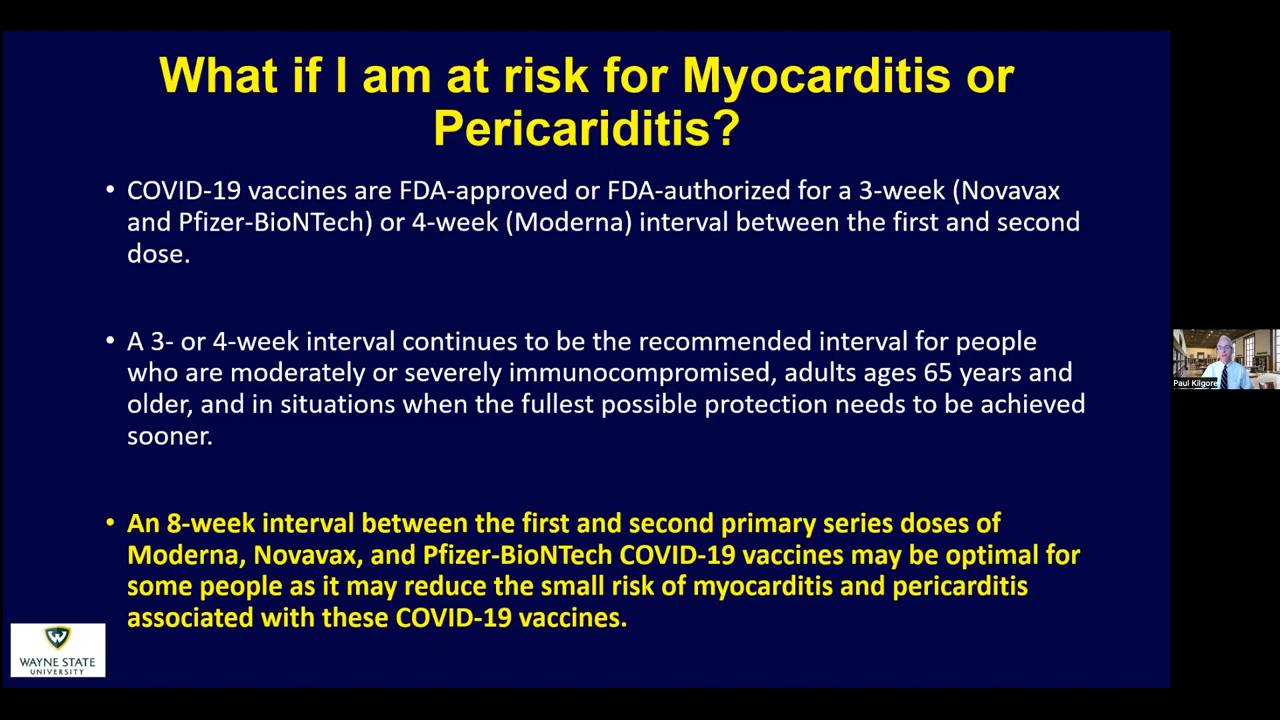 What if I am at risk for Myocarditis or
Pericariditis?
• COVID-19 vaccines are FDA-approved or FDA-authorized for a 3-week (Novavax
and Pfizer-BioNTech) or 4-week (Moderna) interval between the first and second
dose.
• A 3- or 4-week interval continues to be the recommended interval for people
who are moderately or severely immunocompromised, adults ages 65 years and
older, and in situations when the fullest possible protection needs to be achieved
sooner.
• An 8-week interval between the first and second primary series doses of
Moderna, Novavax, and Pfizer-BioNTech COVID-19 vaccines may be optimal for
some people as it may reduce the small risk of myocarditis and pericarditis
associated with these COVID-19 vaccines.
W
WAYNE STATE
UNIVERSITY
Paul Kilgore